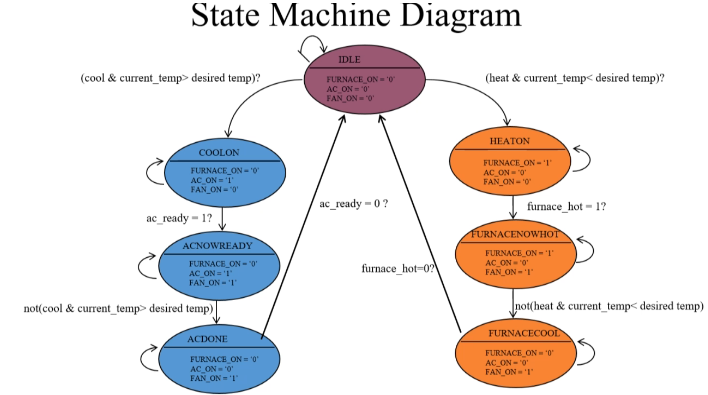 State Machine Diagram
IDLE
FURNACE_ON = '0'
AC_ON = '0'
FAN_ON = '0'
(cool & current_temp> desired temp)?
(heat & current_temp< desired temp)?
COOLON
FURNACE_ON = '0'
AC_ON = '1'
FAN_ON = '0'
HEATON
FURNACE_ON = '1'
AC_ON = '0'
FAN_ON = '0'
ac_ready = 1?
ac_ready = 0 ?
furnace_hot = 1?
ACNOWREADY
FURNACE_ON = '0'
AC_ON = '1'
FAN_ON = '1'
FURNACENOWHOT
FURNACE_ON = '1'
AC_ON = '0'
FAN_ON = '1'
furnace_hot=0?
not(cool & current_temp> desired temp)
not(heat & current_temp< desired temp)
ACDONE
FURNACE_ON = '0'
AC_ON = '0'
FAN_ON = '1'
FURNACECOOL
FURNACE_ON = '0'
AC_ON = '0'
FAN_ON = '1'